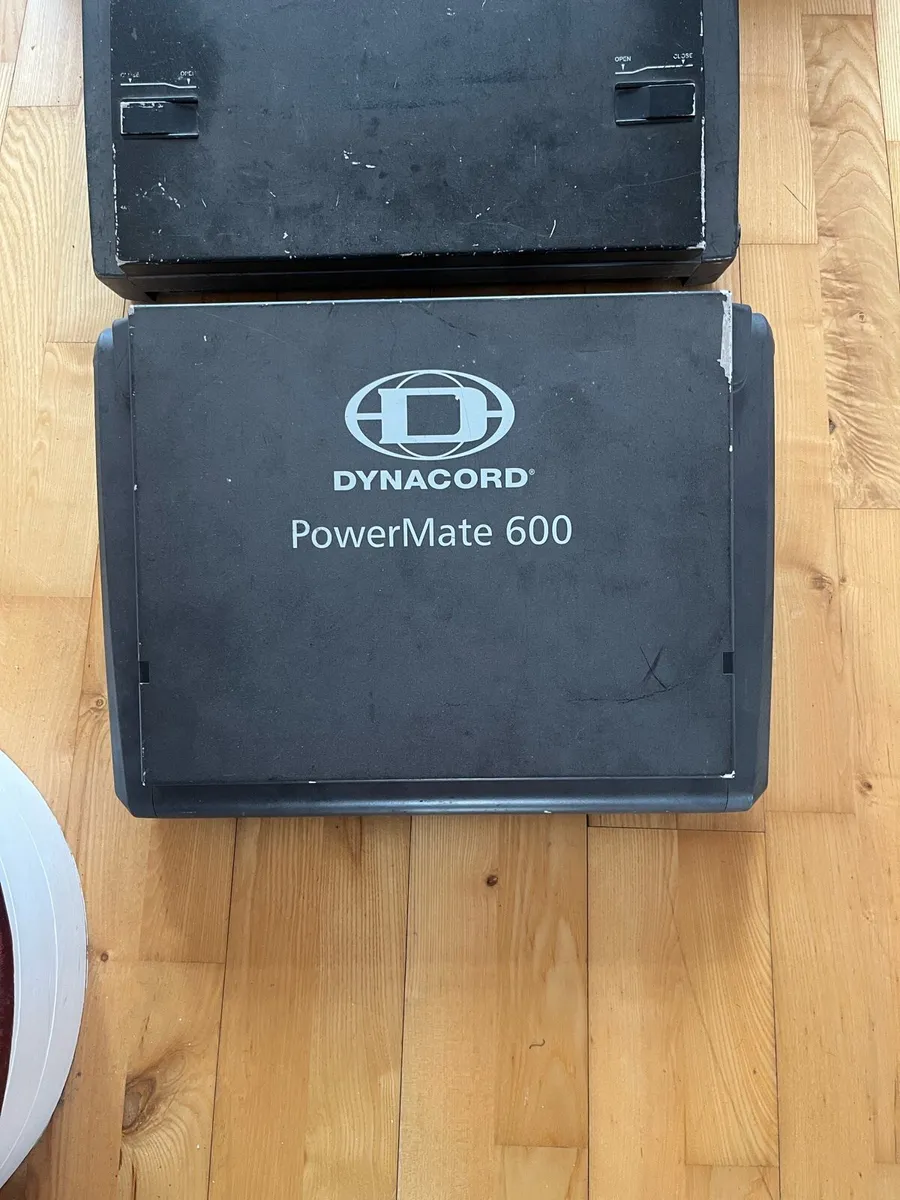 OPEN
OPEN CLOSE
D
DYNACORD®
PowerMate 600